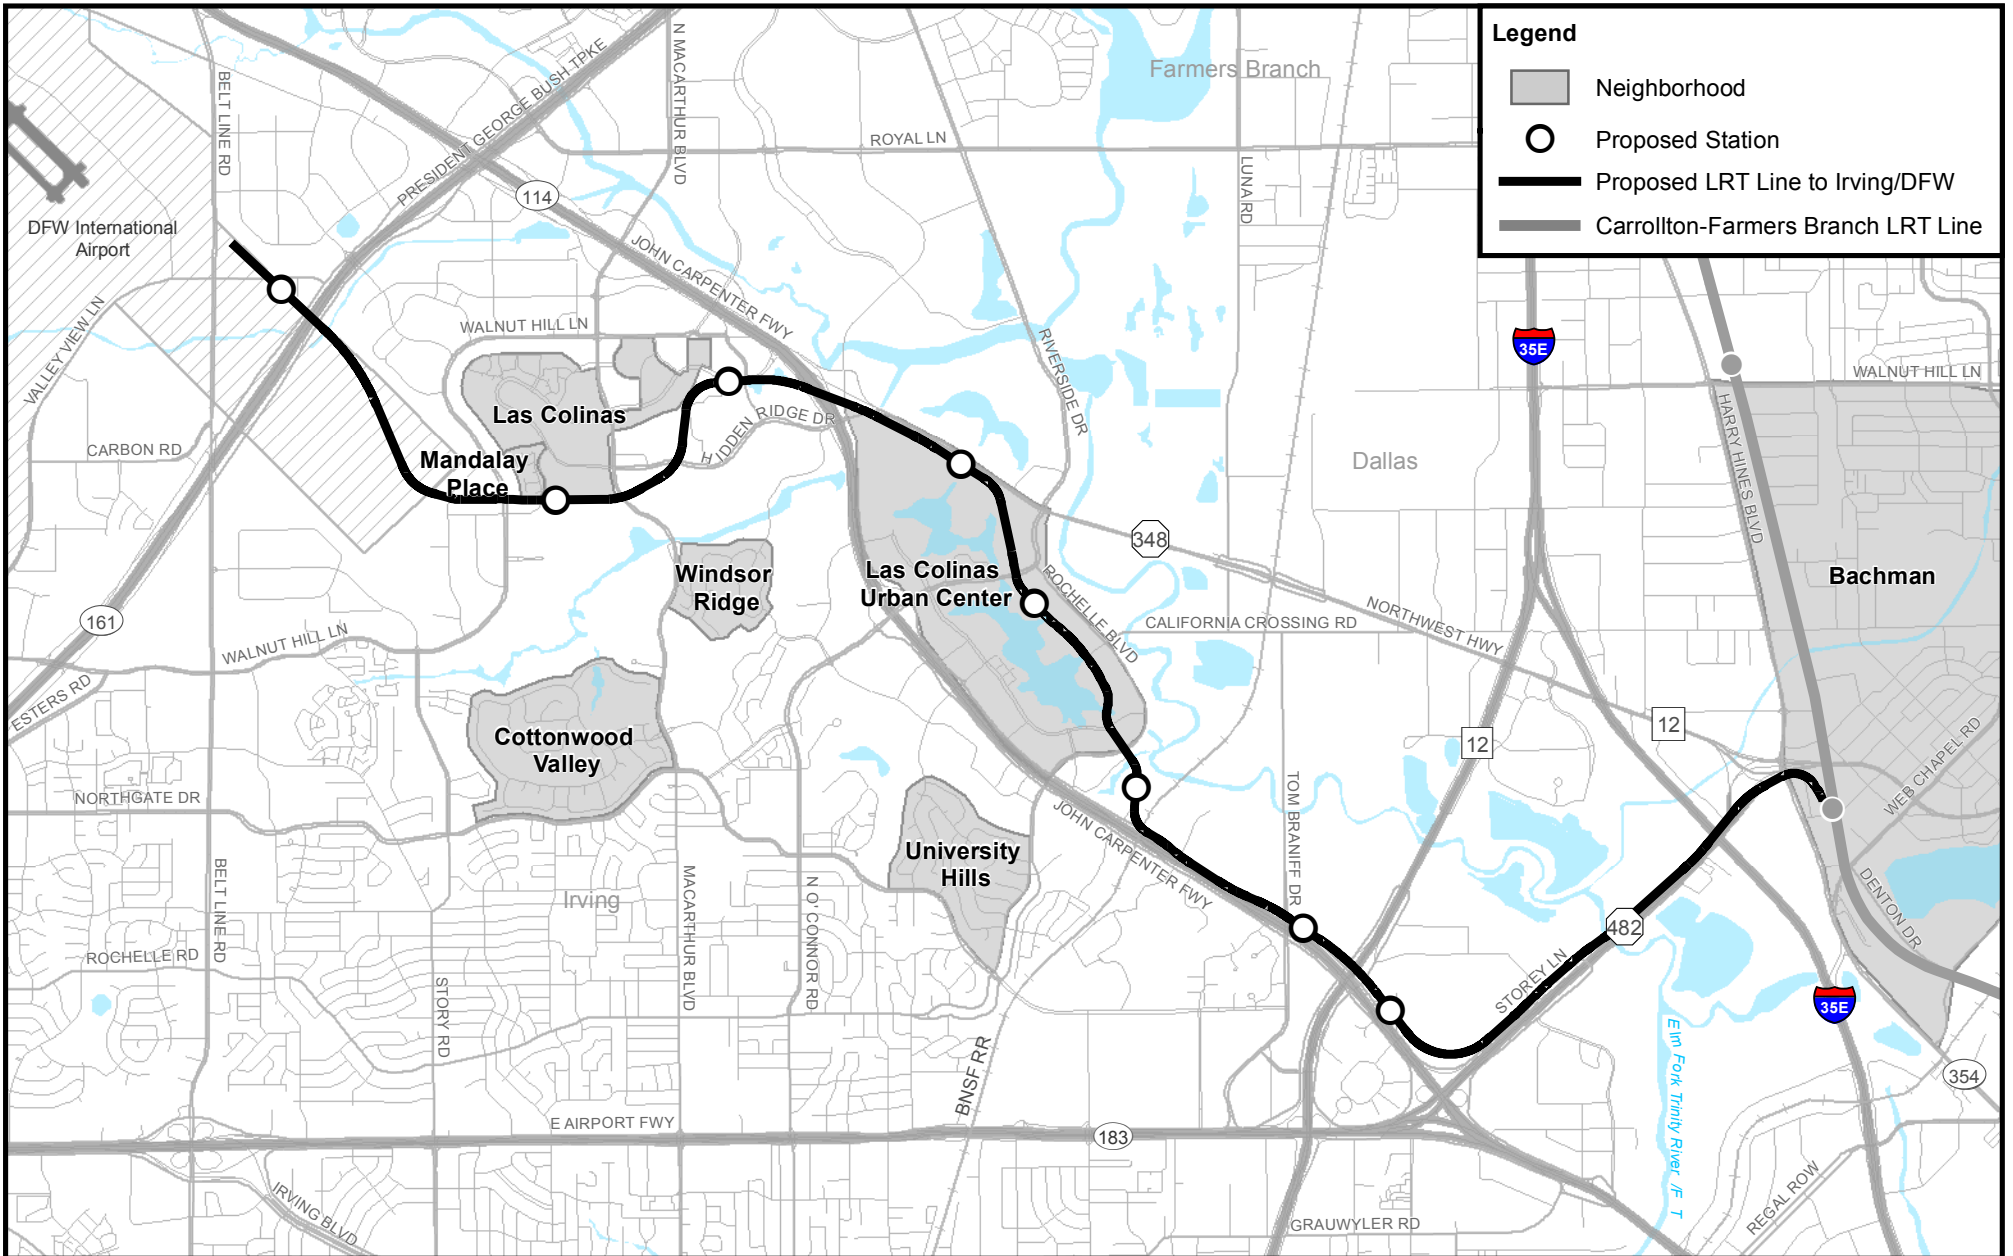 Legend
Neighborhood
Proposed Station
Proposed LRT Line to Irving/DFW
Carrollton-Farmers Branch LRT Line
N MACARTHUR BLVD
Farmers Branch
PRESIDENT GEORGE BUSH TPKE
BELT LINE RD
ROYAL LN
LUNA RD
114
DFW International
Airport
JOHN CARPENTER FWY
VALLEY VIEW LN
WALNUT HILL LN
RIVERSIDE DR
35E
WALNUT HILL LN
HARRY HINES BLVD
Las Colinas
HIDDEN RIDGE DR
CARBON RD
Mandalay
Place
Dallas
348
Windsor
Ridge
Las Colinas
Urban Center
ROCHELLE BLVD
Bachman
161
CALIFORNIA CROSSING RD
NORTHWEST HWY
WALNUT HILL LN
ESTERS RD
Cottonwood
Valley
12
12
WEB CHAPEL RD
NORTHGATE DR
TOM BRANIFF DR
JOHN CARPENTER FWY
University
Hills
BELT LINE RD
MACARTHUR BLVD
N O' CONNOR RD
Irving
DENTON DR
482
ROCHELLE RD
STORY RD
STOREY LN
35E
Elm Fork Trinity River /F T
BNSF RR
354
E AIRPORT FWY
183
IRVING BLVD
GRAUWYLER RD
REGAL ROW